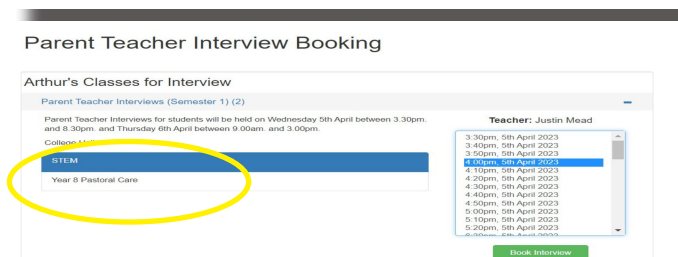 Parent Teacher Interview Booking
Arthur's Classes for Interview
Parent Teacher Interviews (Semester 1) (2)
Parent Teacher Interviews for students will be held on Wednesday 5th April between 3.30pm.
and 8.30pm. and Thursday 6th April between 9.00am. and 3.00pm.
College
STEM
Year 8 Pastoral Care
Teacher: Justin Mead
3:30pm, 5th April 2023
3:40pm, 5th April 2023
3:50pm, 5th April 2023
4:00pm, 5th April 2023
4:10pm, 5th April 2023
4:20pm, 5th April 2023
4:30pm, 5th April 2023
4:40pm, 5th April 2023
4:50pm, 5th April 2023
5:00pm, 5th April 2023
5:10pm, 5th April 2023
5:20pm, 5th April 2023
Book Interview